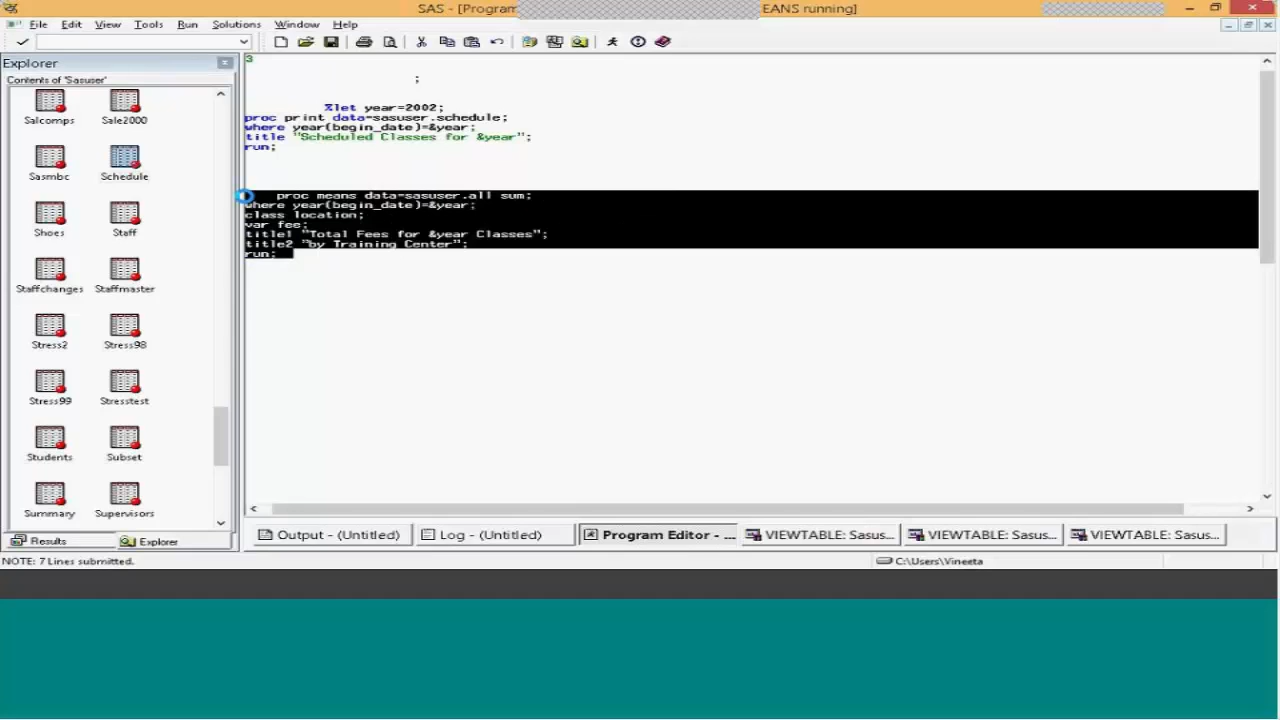 SAS - [Program
EANS running]
File Edit View Tools Run Solutions Window Help
Explorer
Contents of 'Sasuser'
Salcomps Sale2000
Sasmbc Schedule
Shoes Staff
Staffchanges Staffmaster
Stress2 Stress98
Stress99 Stresstest
Students Subset
Summary Supervisors
Results Explorer
3
;
%let year=2002;
proc print data=sasuser.schedule;
where year(begin_date)=&year;
title "Scheduled Classes for &year";
run;
proc means data=sasuser.all sum;
where year(begin_date)=&year;
class location;
var fee;
title1 "Total Fees for &year Classes";
title2 "by Training Center";
run;
Output - (Untitled) Log - (Untitled) Program Editor - ... VIEWTABLE: Sasus... VIEWTABLE: Sasus... VIEWTABLE: Sasus...
NOTE: 7 Lines submitted. C:\Users\Vineeta